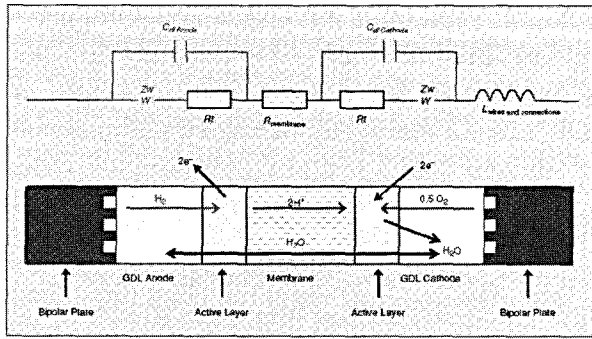 Cdl Anode
Cdl Cathode
Zw
W
Rt
Rmembrane
Rt
Zw
W
Lwires and connections
2e⁻
2e⁻
H₂
2H⁺
0.5 O₂
H₂O
H₂O
GDL Anode
Membrane
GDL Cathode
Bipolar Plate
Active Layer
Active Layer
Bipolar Plate